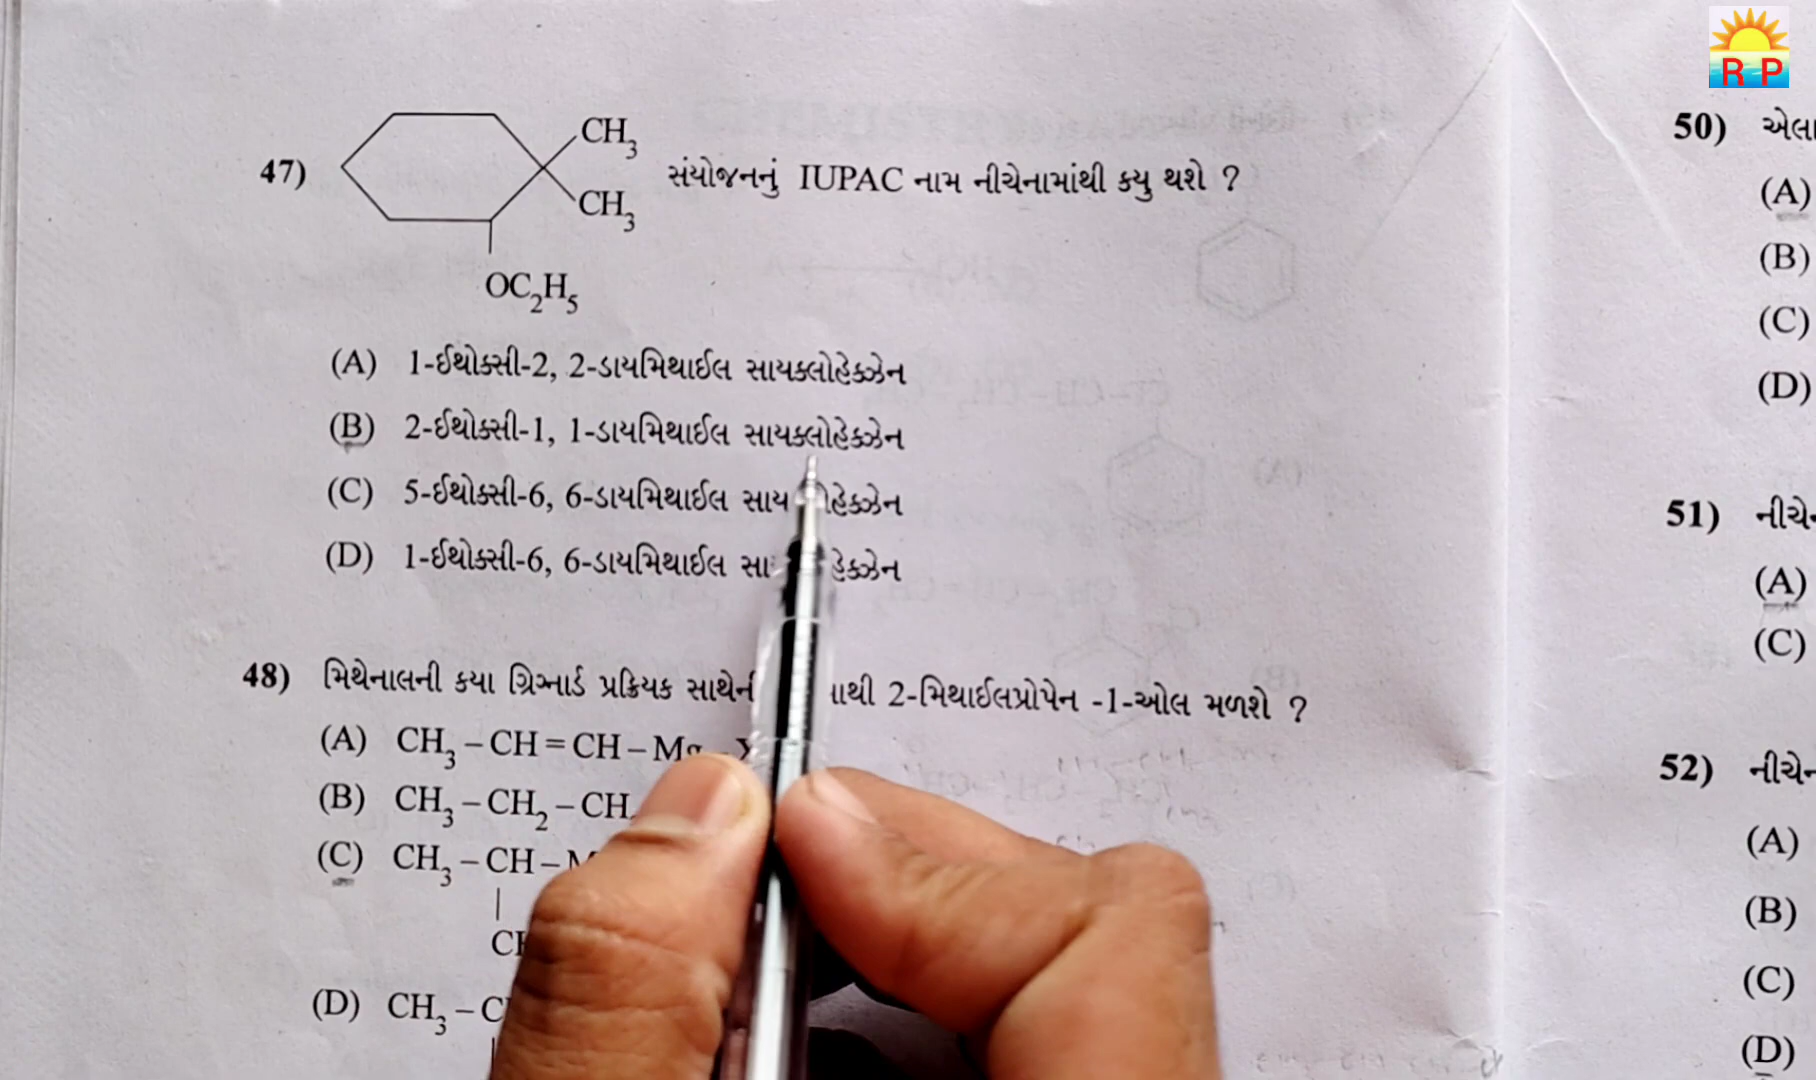 R P
47)
CH3
CH3
OC2H5
સંયોજનનું IUPAC નામ નીચેનામાંથી કયુ થશે ?
(A) 1-ઈથોક્સી-2, 2-ડાયમિથાઈલ સાયક્લોહેક્ઝેન
(B) 2-ઈથોક્સી-1, 1-ડાયમિથાઈલ સાયક્લોહેક્ઝેન
(C) 5-ઈથોક્સી-6, 6-ડાયમિથાઈલ
(D) 1-ઈથોક્સી-6, 6-ડાયમિથાઈલ
48) મિથેનાલની કયા ગ્રિગ્નાર્ડ પ્રક્રિયક 2-મિથાઈલપ્રોપેન -1-ઓલ મળશે ?
(A) CH3 – CH = CH – Mg
(B) CH3 – CH2 – CH
(C) CH3 – CH –
(D) CH3 –
50)
(A)
(B)
(C)
(D)
51)
(A)
(C)
52)
(A)
(B)
(C)
(D)